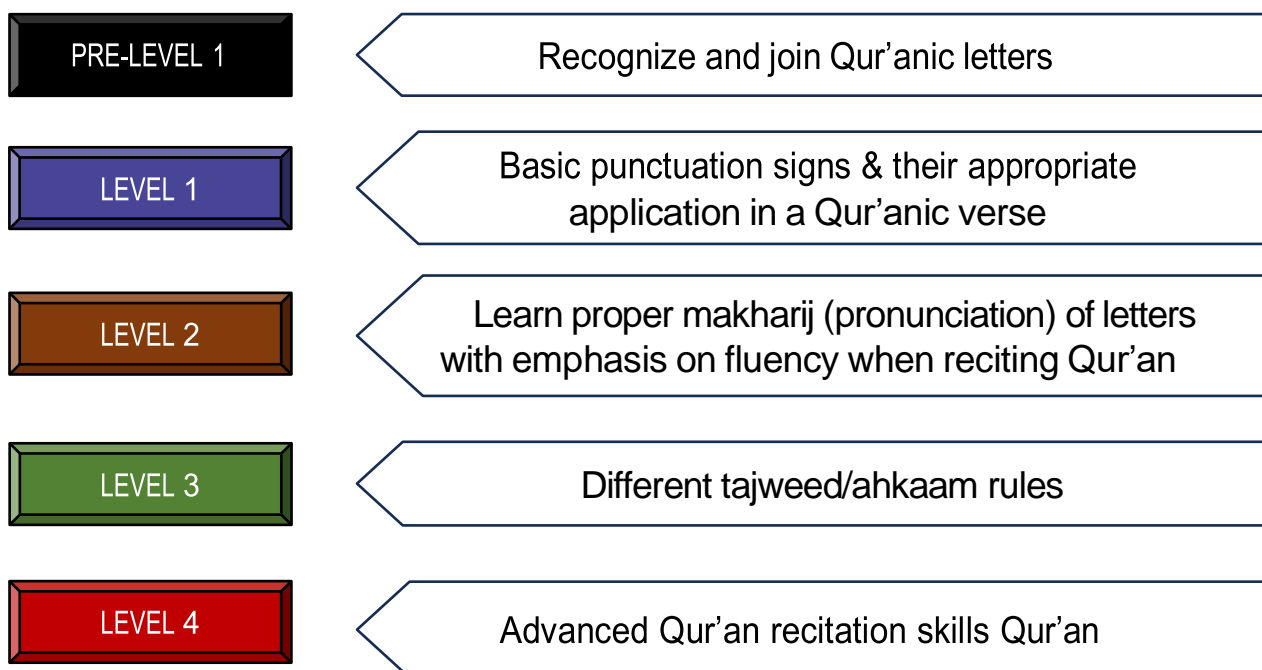 PRE-LEVEL 1
Recognize and join Qur’anic letters
LEVEL 1
Basic punctuation signs & their appropriate
application in a Qur’anic verse
LEVEL 2
Learn proper makharij (pronunciation) of letters
with emphasis on fluency when reciting Qur’an
LEVEL 3
Different tajweed/ahkaam rules
LEVEL 4
Advanced Qur’an recitation skills Qur’an